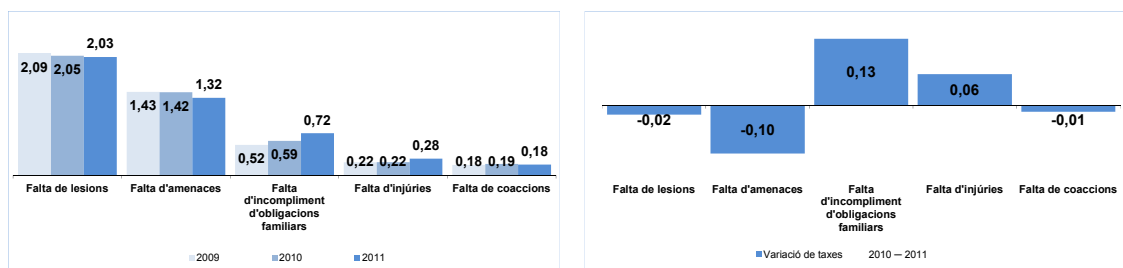 2,09 2,05 2,03
1,43 1,42 1,32
0,52 0,59 0,72
0,22 0,22 0,28
0,18 0,19 0,18
Falta de lesions
Falta d'amenaces
Falta
d'incompliment
d'obligacions
familiars
Falta d'injúries
Falta de coaccions
2009 2010 2011
-0,02
-0,10
0,13
0,06
-0,01
Falta de lesions
Falta d'amenaces
Falta
d'incompliment
d'obligacions
familiars
Falta d'injúries
Falta de coaccions
Variació de taxes 2010 — 2011